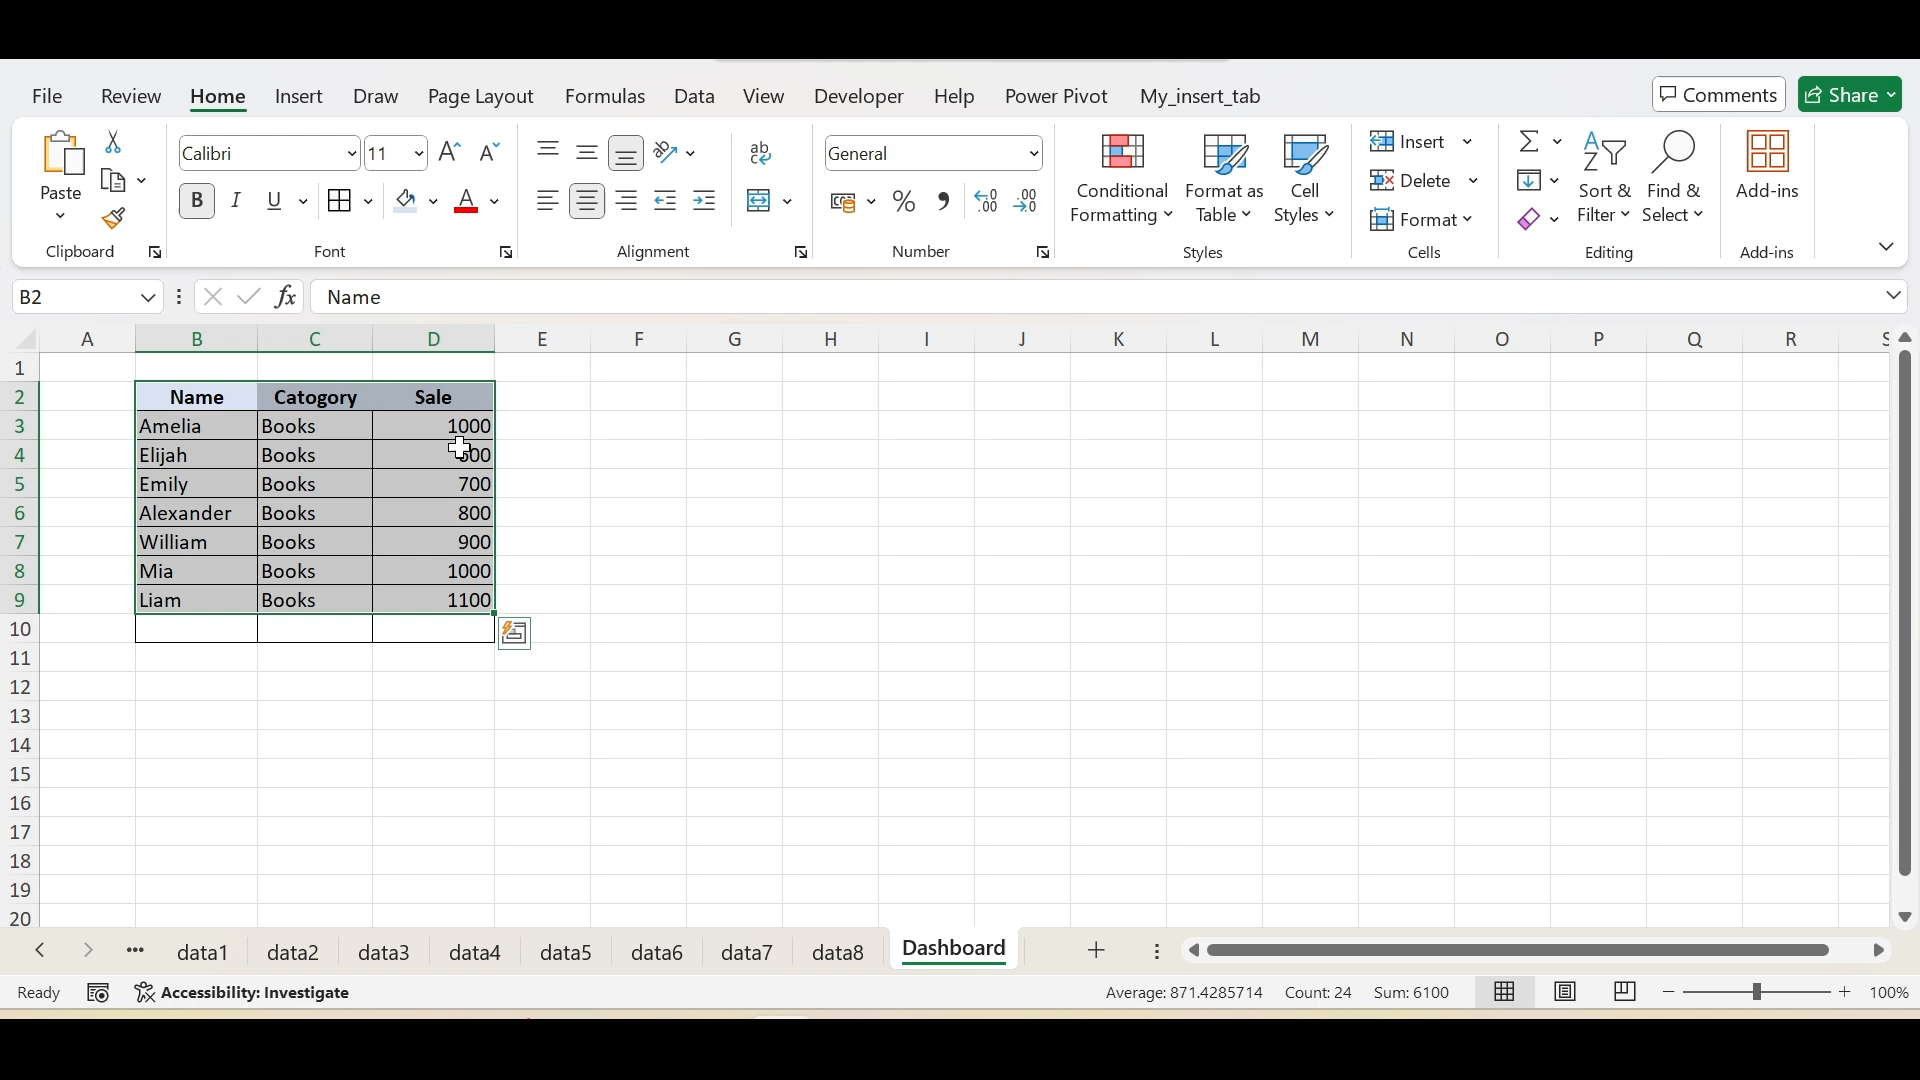 File Review Home Insert Draw Page Layout Formulas Data View Developer Help Power Pivot My_insert_tab Comments Share
Paste
Clipboard
Calibri 11
B I U
Font
Alignment
General
Number
Conditional Formatting
Format as Table
Cell Styles
Styles
Insert
Delete
Format
Cells
Sort & Filter
Find & Select
Editing
Add-ins
Add-ins
B2 fx Name
A B C D E F G H I J K L M N O P Q R
1
2 Name Catogory Sale
3 Amelia Books 1000
4 Elijah Books
5 Emily Books 700
6 Alexander Books 800
7 William Books 900
8 Mia Books 1000
9 Liam Books 1100
10
11
12
13
14
15
16
17
18
19
20
data1 data2 data3 data4 data5 data6 data7 data8 Dashboard
Ready Accessibility: Investigate Average: 871.4285714 Count: 24 Sum: 6100 100%